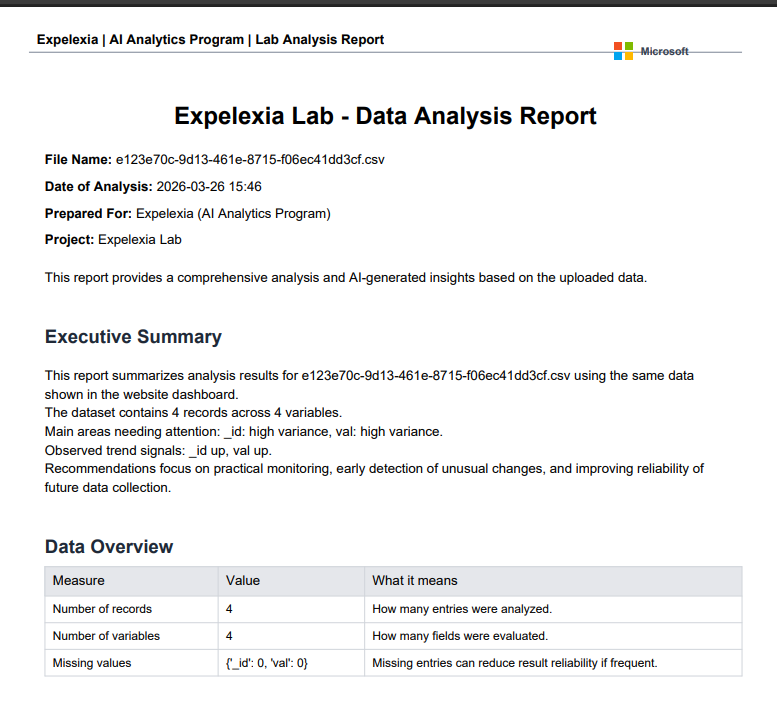 Expelexia | AI Analytics Program | Lab Analysis Report
Microsoft
Expelexia Lab - Data Analysis Report
File Name: e123e70c-9d13-461e-8715-f06ec41dd3cf.csv
Date of Analysis: 2026-03-26 15:46
Prepared For: Expelexia (AI Analytics Program)
Project: Expelexia Lab
This report provides a comprehensive analysis and AI-generated insights based on the uploaded data.
Executive Summary
This report summarizes analysis results for e123e70c-9d13-461e-8715-f06ec41dd3cf.csv using the same data
shown in the website dashboard.
The dataset contains 4 records across 4 variables.
Main areas needing attention: _id: high variance, val: high variance.
Observed trend signals: _id up, val up.
Recommendations focus on practical monitoring, early detection of unusual changes, and improving reliability of
future data collection.
Data Overview
Measure Value What it means
Number of records 4 How many entries were analyzed.
Number of variables 4 How many fields were evaluated.
Missing values {'_id': 0, 'val': 0} Missing entries can reduce result reliability if frequent.